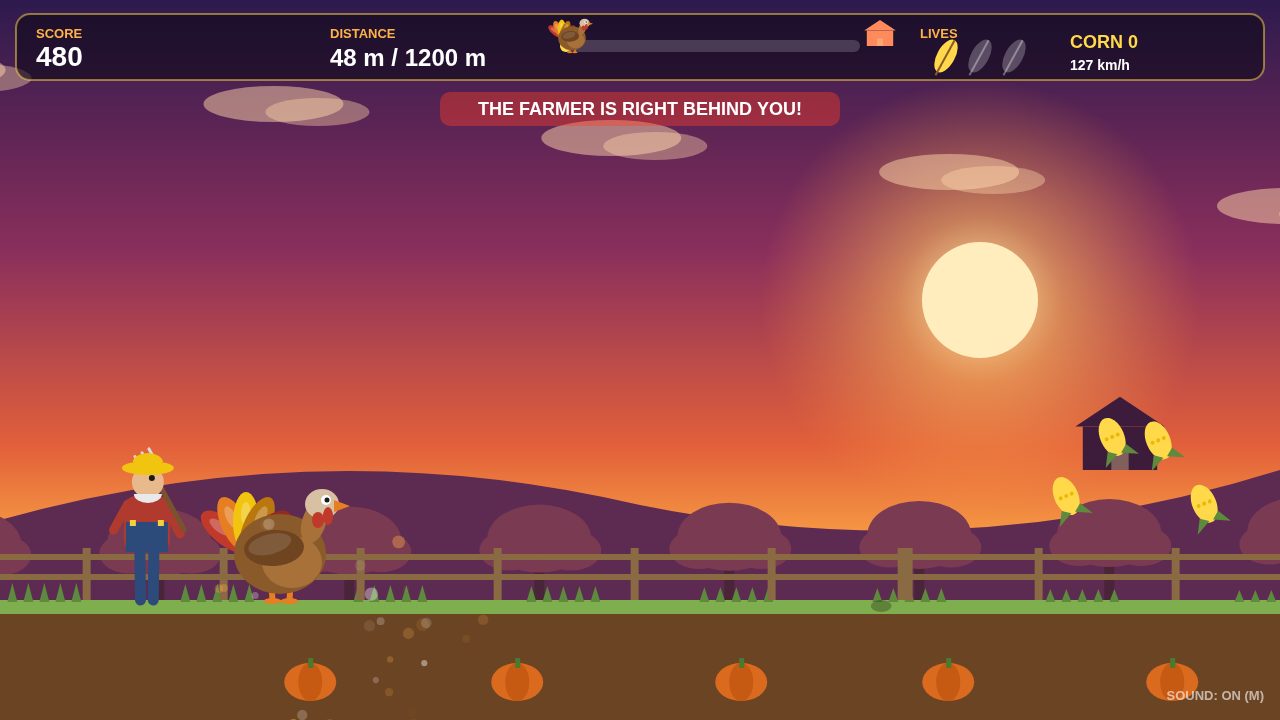 SCORE
480
DISTANCE
48 m / 1200 m
LIVES
CORN 0
127 km/h
THE FARMER IS RIGHT BEHIND YOU!
SOUND: ON (M)